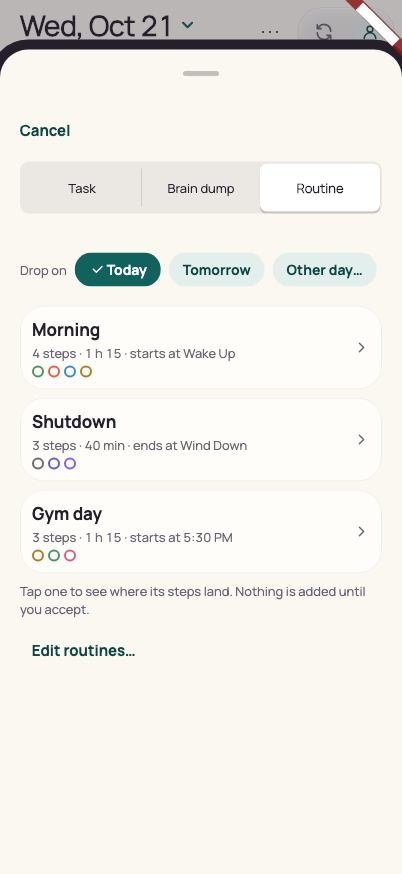 Wed, Oct 21
...
Cancel
Task
Brain dump
Routine
Drop on
Today
Tomorrow
Other day...
Morning
4 steps · 1 h 15 · starts at Wake Up
Shutdown
3 steps · 40 min · ends at Wind Down
Gym day
3 steps · 1 h 15 · starts at 5:30 PM
Tap one to see where its steps land. Nothing is added until
you accept.
Edit routines...